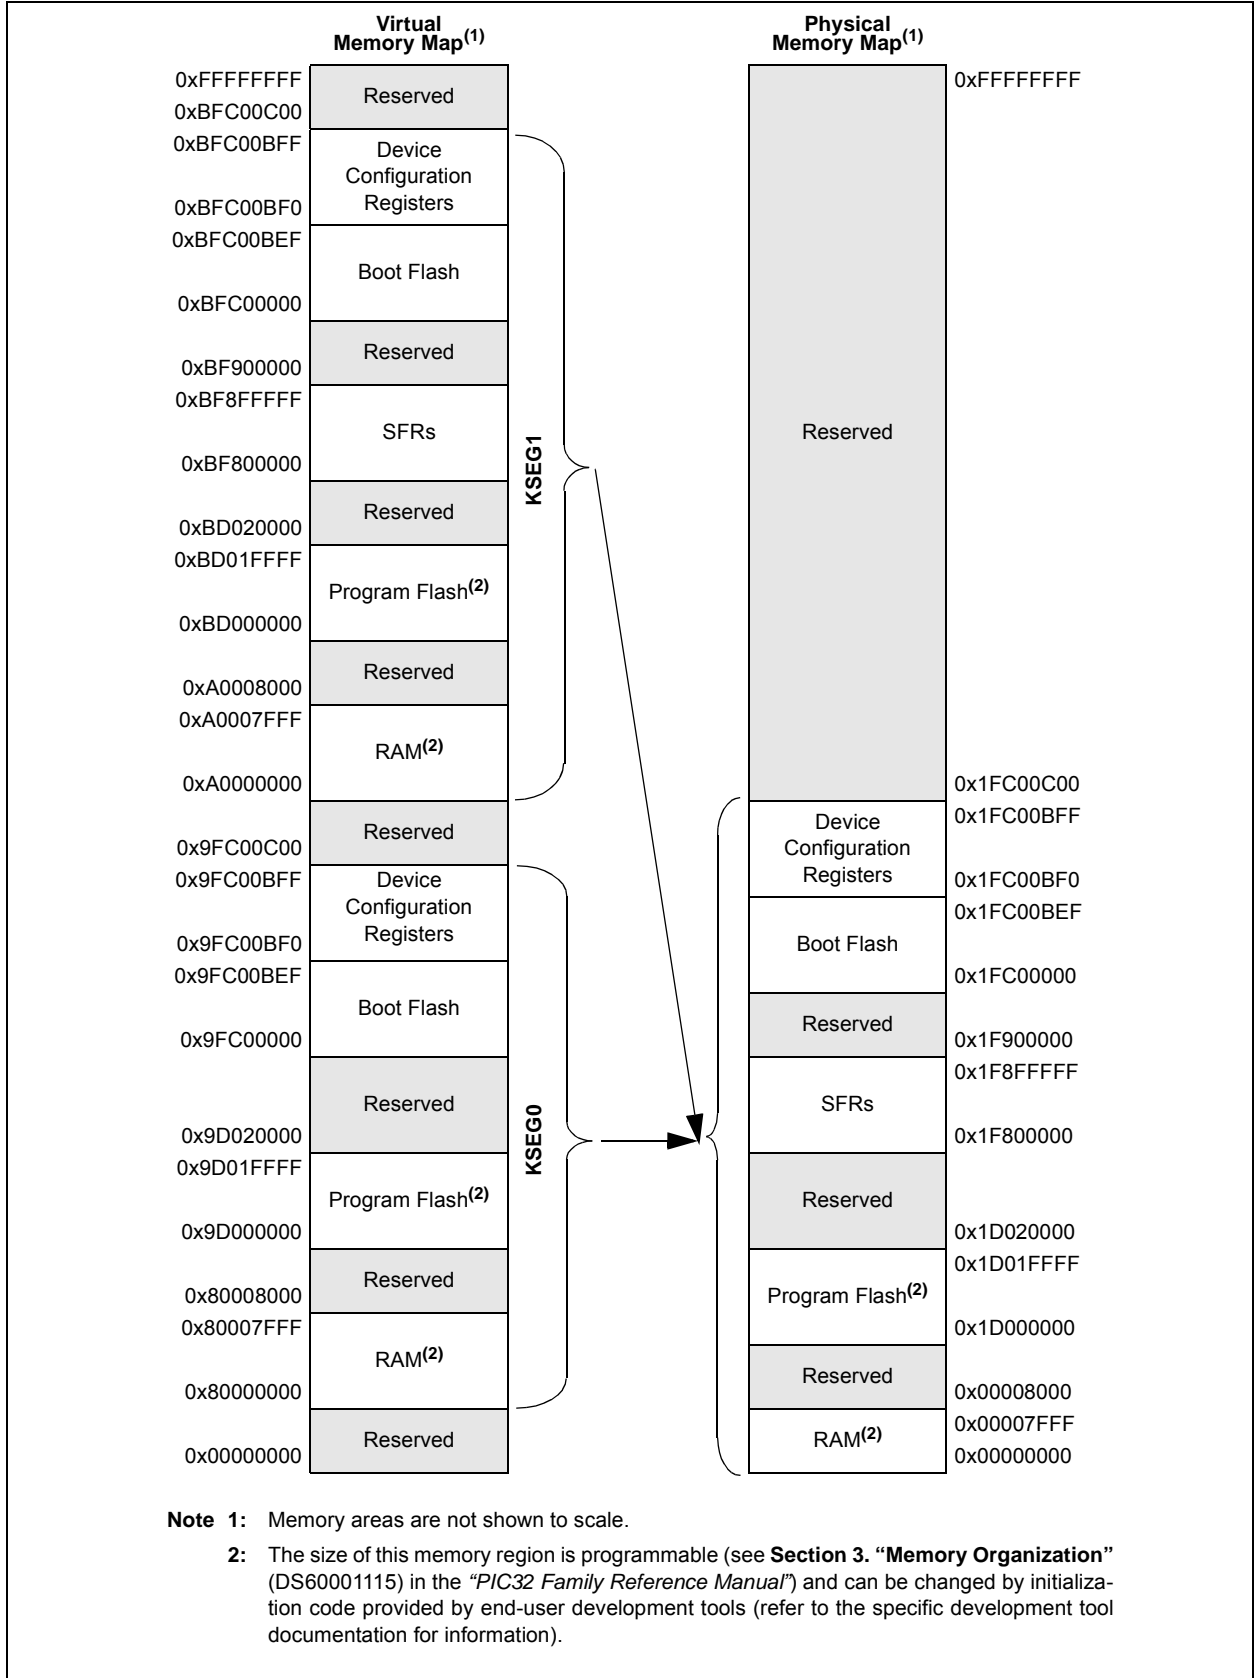 Virtual
Memory Map(1)
0xFFFFFFFF
Reserved
0xBFC00C00
0xBFC00BFF
Device
Configuration
Registers
0xBFC00BF0
0xBFC00BEF
Boot Flash
0xBFC00000
Reserved
0xBF900000
0xBF8FFFFF
SFRs
0xBF800000
Reserved
0xBD020000
0xBD01FFFF
Program Flash(2)
0xBD000000
Reserved
0xA0008000
0xA0007FFF
RAM(2)
0xA0000000
KSEG1
Reserved
0x9FC00C00
0x9FC00BFF
Device
Configuration
Registers
0x9FC00BF0
0x9FC00BEF
Boot Flash
0x9FC00000
Reserved
0x9D020000
0x9D01FFFF
Program Flash(2)
0x9D000000
Reserved
0x80008000
0x80007FFF
RAM(2)
0x80000000
KSEG0
Reserved
0x00000000
Physical
Memory Map(1)
0xFFFFFFFF
Reserved
0x1FC00C00
0x1FC00BFF
Device
Configuration
Registers
0x1FC00BF0
0x1FC00BEF
Boot Flash
0x1FC00000
Reserved
0x1F900000
0x1F8FFFFF
SFRs
0x1F800000
Reserved
0x1D020000
0x1D01FFFF
Program Flash(2)
0x1D000000
Reserved
0x00008000
0x00007FFF
RAM(2)
0x00000000
Note 1: Memory areas are not shown to scale.
2: The size of this memory region is programmable (see Section 3. “Memory Organization”
(DS60001115) in the “PIC32 Family Reference Manual”) and can be changed by initializa-
tion code provided by end-user development tools (refer to the specific development tool
documentation for information).